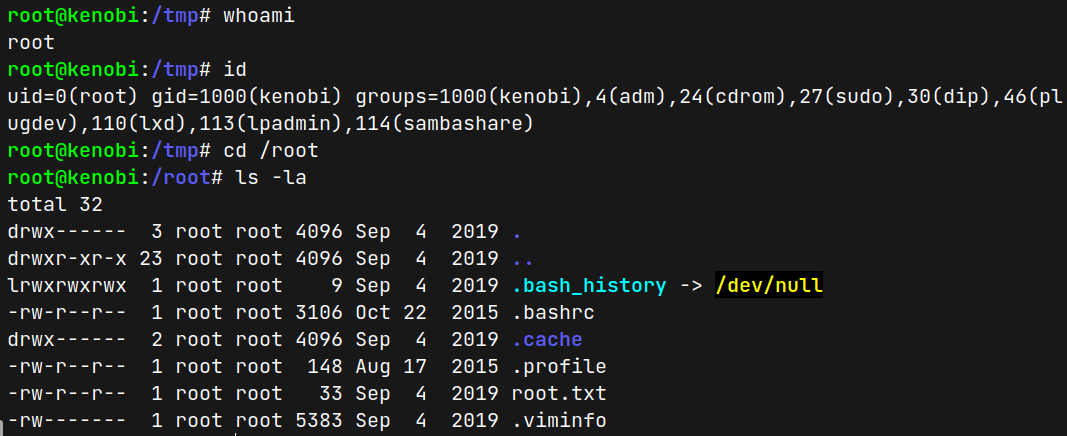 root@kenobi:/tmp# whoami
root
root@kenobi:/tmp# id
uid=0(root) gid=1000(kenobi) groups=1000(kenobi),4(adm),24(cdrom),27(sudo),30(dip),46(pl
ugdev),110(lxd),113(lpadmin),114(sambashare)
root@kenobi:/tmp# cd /root
root@kenobi:/root# ls -la
total 32
drwx------  3 root root 4096 Sep  4  2019 .
drwxr-xr-x 23 root root 4096 Sep  4  2019 ..
lrwxrwxrwx  1 root root    9 Sep  4  2019 .bash_history -> /dev/null
-rw-r--r--  1 root root 3106 Oct 22  2015 .bashrc
drwx------  2 root root 4096 Sep  4  2019 .cache
-rw-r--r--  1 root root  148 Aug 17  2015 .profile
-rw-r--r--  1 root root   33 Sep  4  2019 root.txt
-rw-------  1 root root 5383 Sep  4  2019 .viminfo